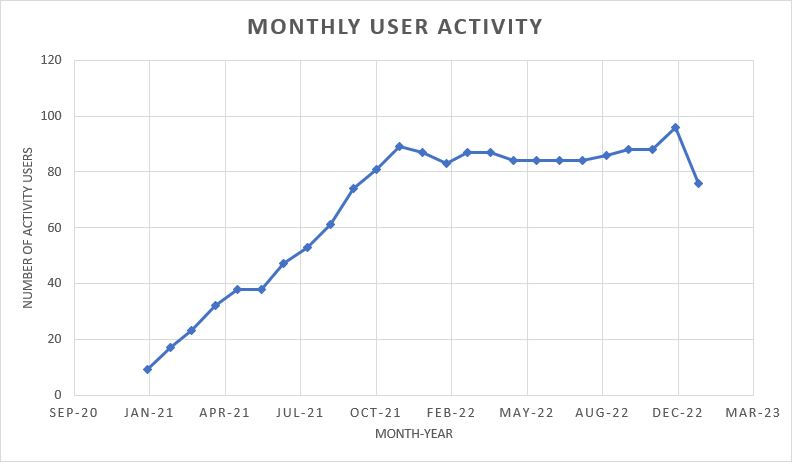 MONTHLY USER ACTIVITY
120
100
80
60
40
20
0
NUMBER OF ACTIVITY USERS
SEP-20 JAN-21 APR-21 JUL-21 OCT-21 FEB-22 MAY-22 AUG-22 DEC-22 MAR-23
MONTH-YEAR